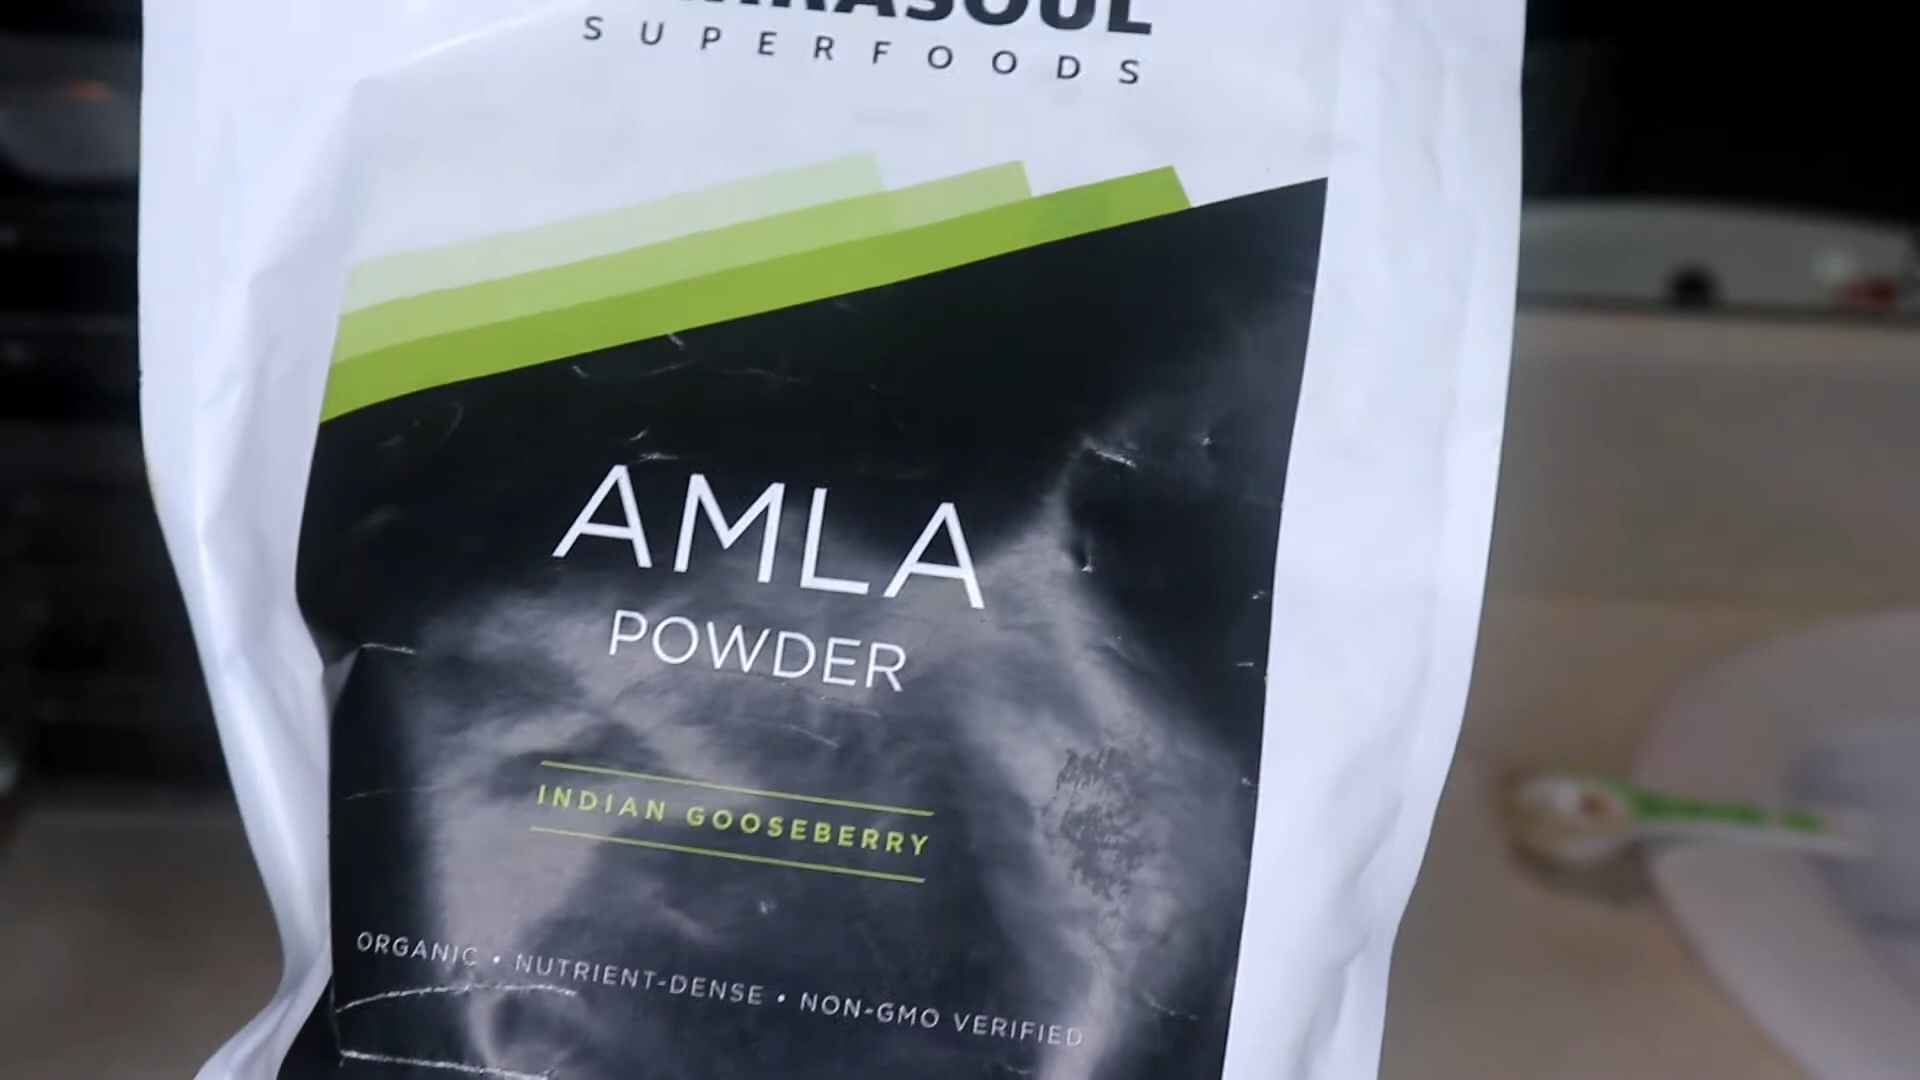 SUPERFOODS
AMLA
POWDER
INDIAN GOOSEBERRY
ORGANIC • NUTRIENT-DENSE • NON-GMO VERIFIED